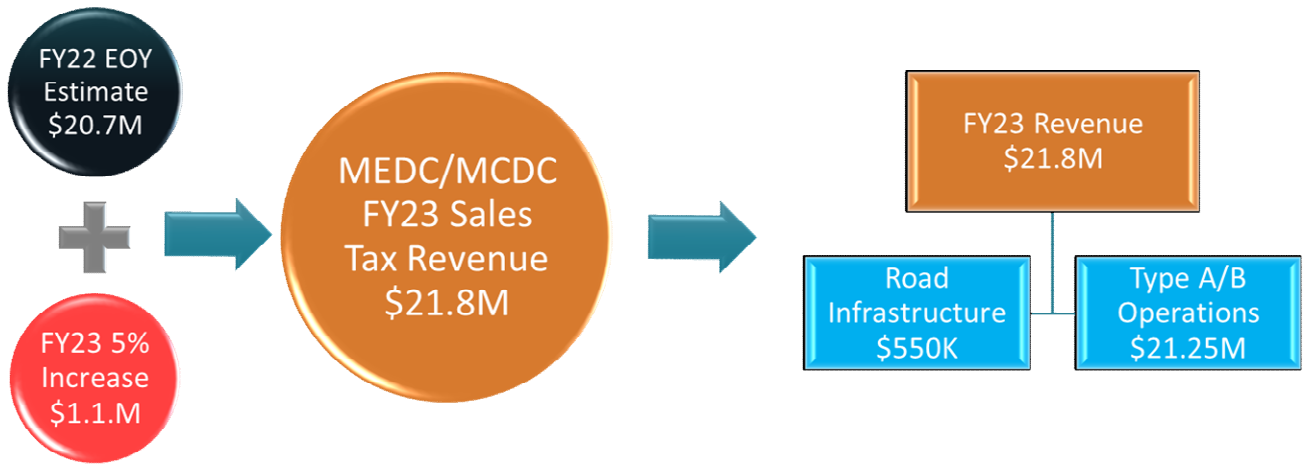 FY22 EOY
Estimate
$20.7M
FY23 5%
Increase
$1.1.M
MEDC/MCDC
FY23 Sales
Tax Revenue
$21.8M
FY23 Revenue
$21.8M
Road
Infrastructure
$550K
Type A/B
Operations
$21.25M